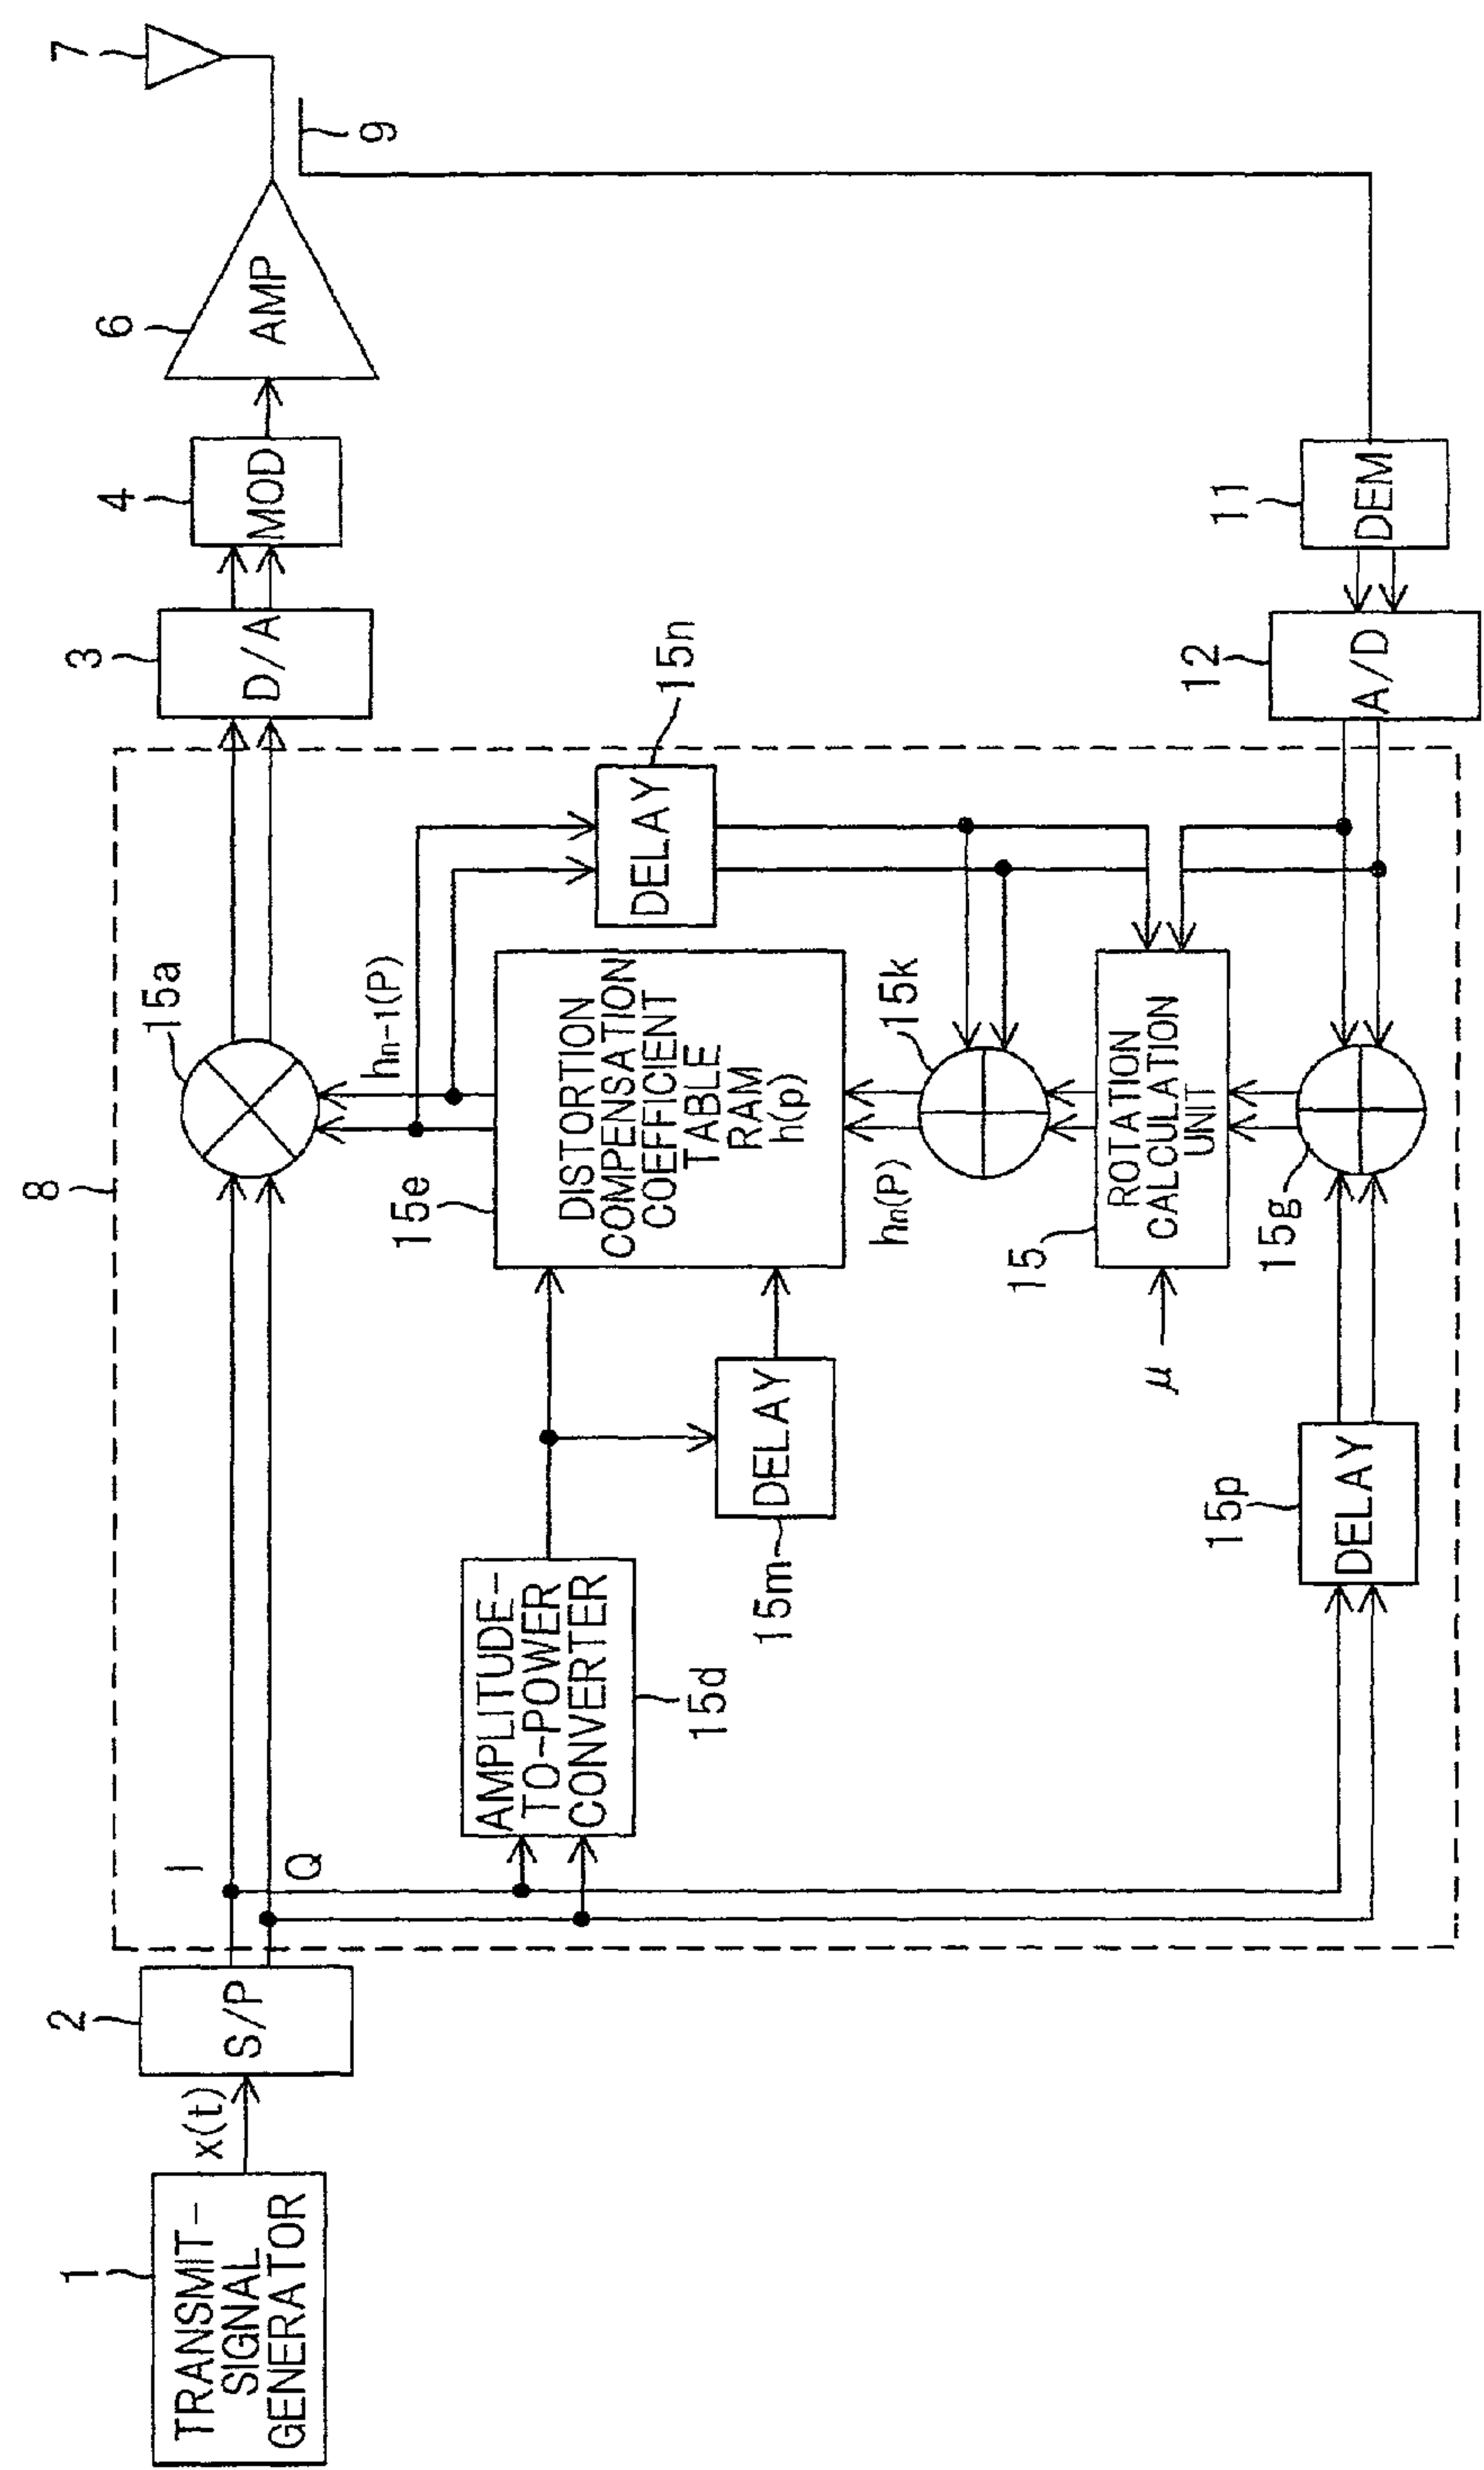 1
TRANSMIT-
SIGNAL
GENERATOR
x(t)
2
S/P
I
Q
8
15a
3
D/A
4
MOD
6
AMP
7
9
hn-1(P)
15n
DELAY
15e
DISTORTION
COMPENSATION
COEFFICIENT
TABLE
RAM
h(p)
AMPLITUDE-
TO-POWER
CONVERTER
15d
DELAY
15m
hn(P)
15k
15
ROTATION
CALCULATION
UNIT
μ
15p
DELAY
15g
12
A/D
11
DEM